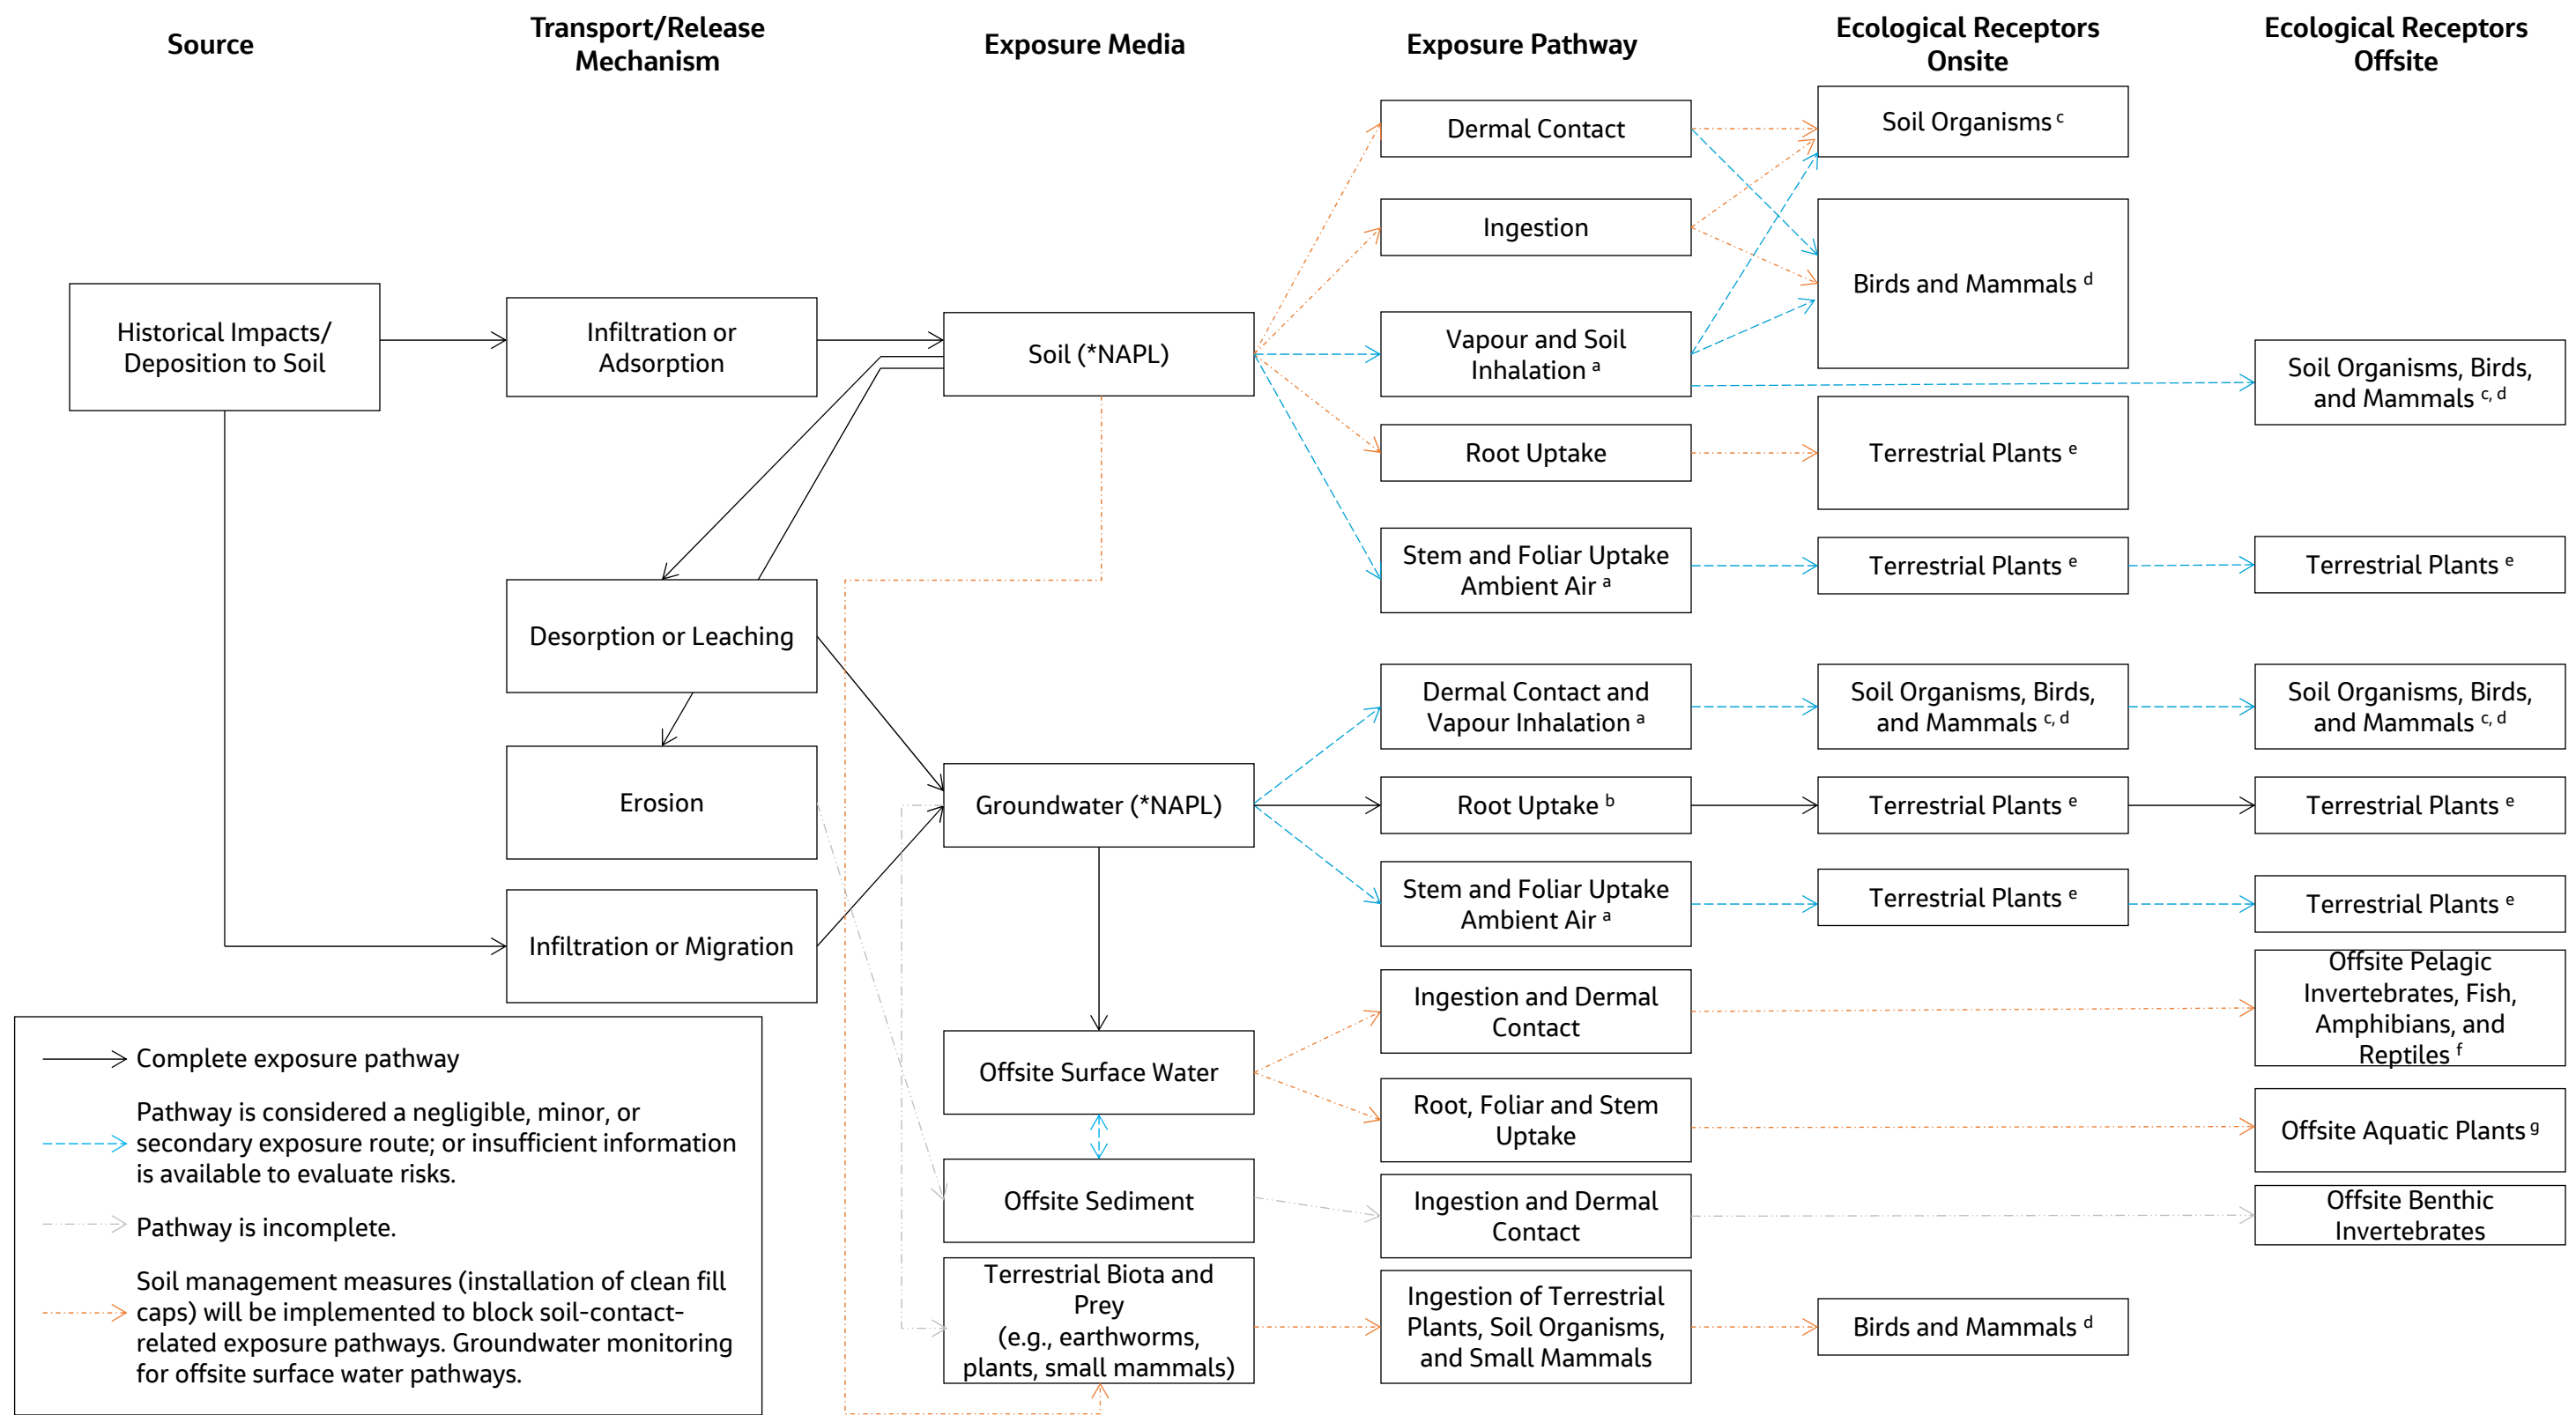 Source
Transport/Release
Mechanism
Exposure Media
Exposure Pathway
Ecological Receptors
Onsite
Ecological Receptors
Offsite
Historical Impacts/
Deposition to Soil
Infiltration or
Adsorption
Desorption or Leaching
Erosion
Infiltration or Migration
Soil (*NAPL)
Groundwater (*NAPL)
Offsite Surface Water
Offsite Sediment
Terrestrial Biota and
Prey
(e.g., earthworms,
plants, small mammals)
Dermal Contact
Ingestion
Vapour and Soil
Inhalation a
Root Uptake
Stem and Foliar Uptake
Ambient Air a
Dermal Contact and
Vapour Inhalation a
Root Uptake b
Stem and Foliar Uptake
Ambient Air a
Ingestion and Dermal
Contact
Root, Foliar and Stem
Uptake
Ingestion and Dermal
Contact
Ingestion of Terrestrial
Plants, Soil Organisms,
and Small Mammals
Soil Organisms c
Birds and Mammals d
Terrestrial Plants e
Terrestrial Plants e
Soil Organisms, Birds,
and Mammals c, d
Terrestrial Plants e
Terrestrial Plants e
Birds and Mammals d
Soil Organisms, Birds,
and Mammals c, d
Terrestrial Plants e
Soil Organisms, Birds,
and Mammals c, d
Terrestrial Plants e
Terrestrial Plants e
Offsite Pelagic
Invertebrates, Fish,
Amphibians, and
Reptiles f
Offsite Aquatic Plants g
Offsite Benthic
Invertebrates
Complete exposure pathway
Pathway is considered a negligible, minor, or
secondary exposure route; or insufficient information
is available to evaluate risks.
Pathway is incomplete.
Soil management measures (installation of clean fill
caps) will be implemented to block soil-contact-
related exposure pathways. Groundwater monitoring
for offsite surface water pathways.